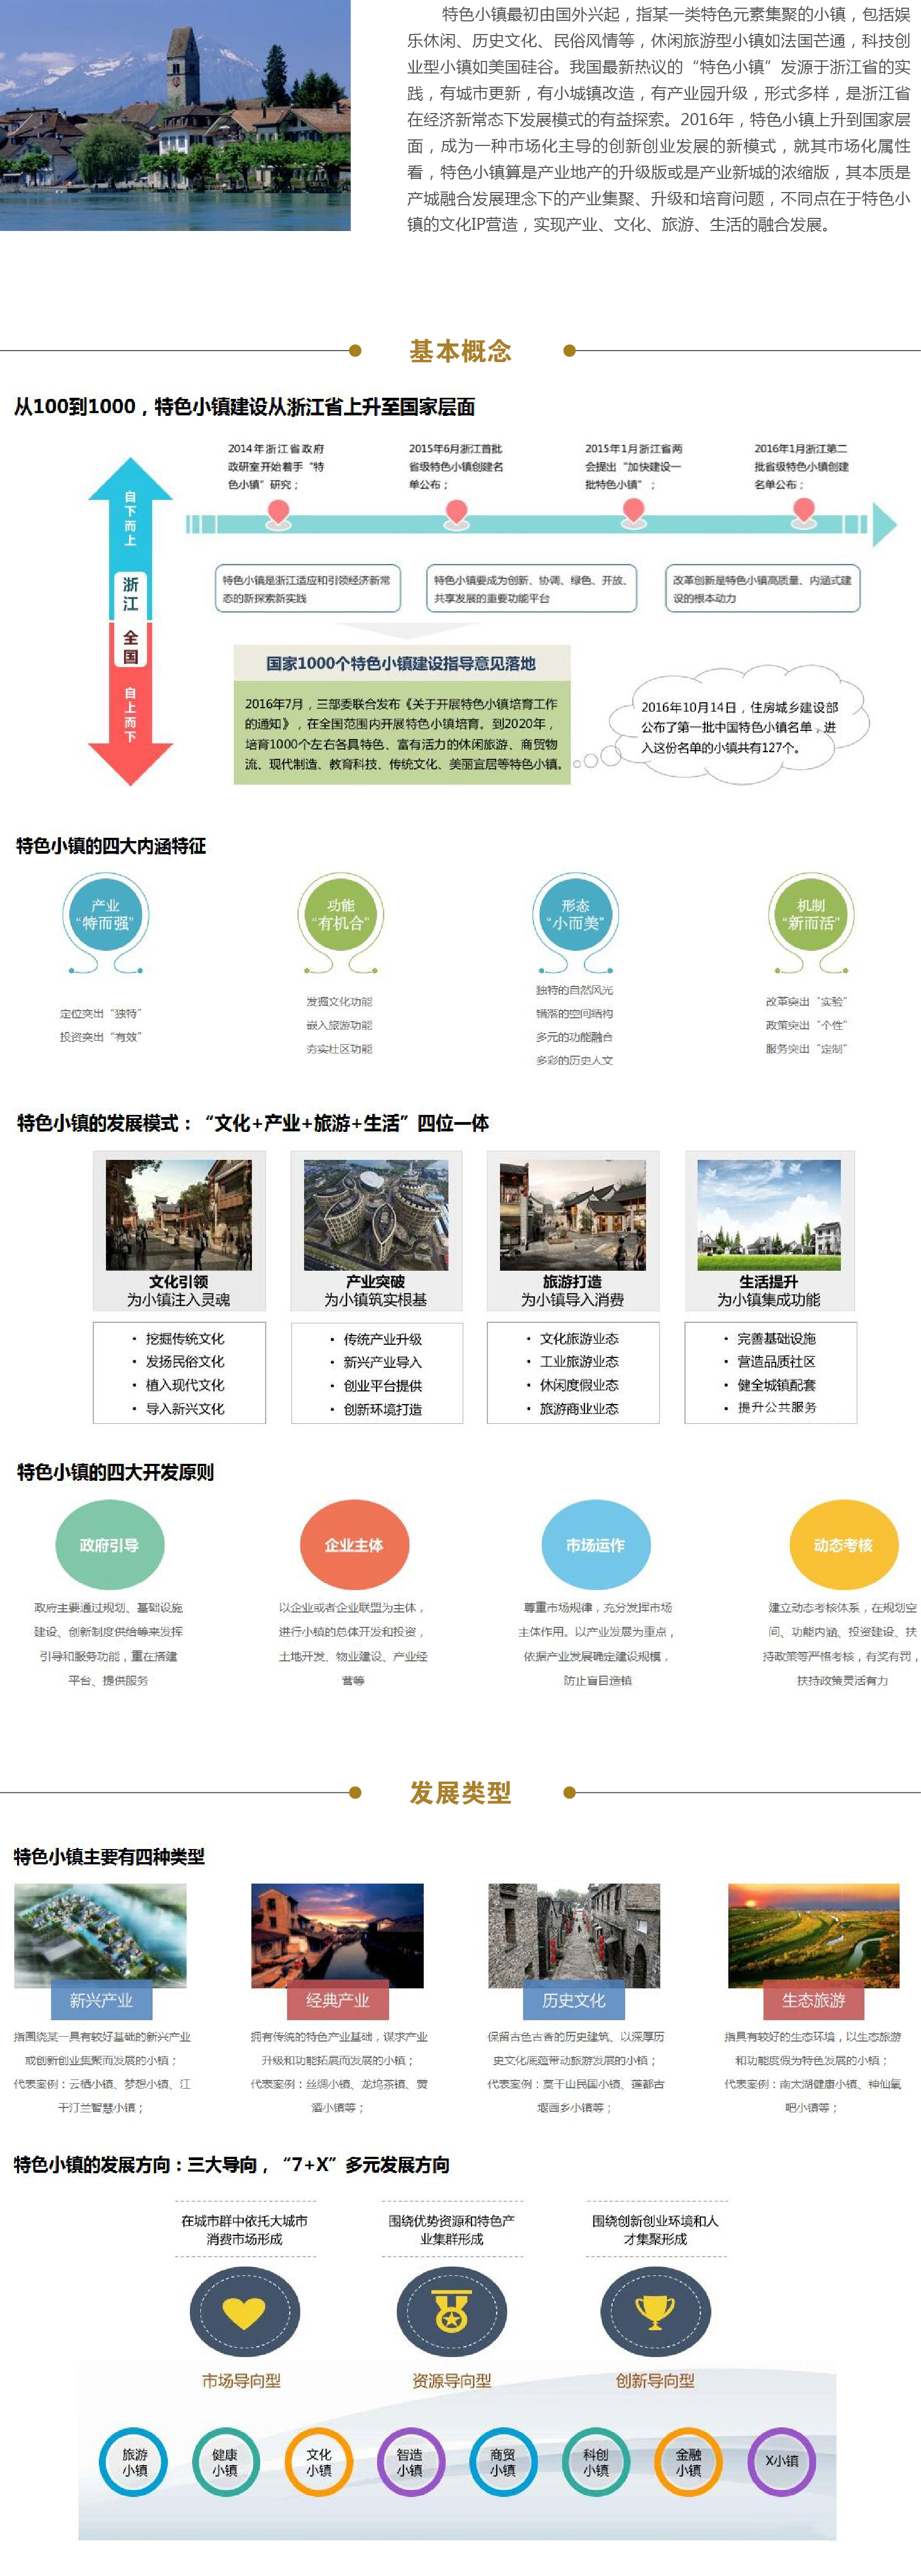 特色小镇最初由国外兴起，指某一类特色元素集聚的小镇，包括娱
乐休闲、历史文化、民俗风情等，休闲旅游型小镇如法国芒通，科技创
业型小镇如美国硅谷。我国最新热议的“特色小镇”发源于浙江省的实
践，有城市更新，有小城镇改造，有产业园升级，形式多样，是浙江省
在经济新常态下发展模式的有益探索。2016年，特色小镇上升到国家层
面，成为一种市场化主导的创新创业发展的新模式，就其市场化属性
看，特色小镇算是产业地产的升级版或是产业新城的浓缩版，其本质是
产城融合发展理念下的产业集聚、升级和培育问题，不同点在于特色小
镇的文化IP营造，实现产业、文化、旅游、生活的融合发展。
基本概念
从100到1000，特色小镇建设从浙江省上升至国家层面
自下而上
浙江
全国
自上而下
2014年浙江省政府
政研室开始着手“特
色小镇”研究；
2015年6月浙江首批
省级特色小镇创建名
单公布；
2015年1月浙江省两
会提出“加快建设一
批特色小镇”；
2016年1月浙江第二
批省级特色小镇创建
名单公布；
特色小镇是浙江适应和引领经济新常
态的新探索新实践
特色小镇要成为创新、协调、绿色、开放、
共享发展的重要功能平台
改革创新是特色小镇高质量、内涵式建
设的根本动力
国家1000个特色小镇建设指导意见落地
2016年7月，三部委联合发布《关于开展特色小镇培育工作
的通知》，在全国范围内开展特色小镇培育。到2020年，
培育1000个左右各具特色、富有活力的休闲旅游、商贸物
流、现代制造、教育科技、传统文化、美丽宜居等特色小镇。
2016年10月14日，住房城乡建设部
公布了第一批中国特色小镇名单，进
入这份名单的小镇共有127个。
特色小镇的四大内涵特征
产业
“特而强”
定位突出“独特”
投资突出“有效”
功能
“有机合”
发掘文化功能
嵌入旅游功能
夯实社区功能
形态
“小而美”
独特的自然风光
错落的空间结构
多元的功能融合
多彩的历史人文
机制
“新而活”
改革突出“实验”
政策突出“个性”
服务突出“定制”
特色小镇的发展模式：“文化+产业+旅游+生活”四位一体
文化引领
为小镇注入灵魂
• 挖掘传统文化
• 发扬民俗文化
• 植入现代文化
• 导入新兴文化
产业突破
为小镇筑实根基
• 传统产业升级
• 新兴产业导入
• 创业平台提供
• 创新环境打造
旅游打造
为小镇导入消费
• 文化旅游业态
• 工业旅游业态
• 休闲度假业态
• 旅游商业业态
生活提升
为小镇集成功能
• 完善基础设施
• 营造品质社区
• 健全城镇配套
• 提升公共服务
特色小镇的四大开发原则
政府引导
政府主要通过规划、基础设施
建设、创新制度供给等来发挥
引导和服务功能，重在搭建
平台、提供服务
企业主体
以企业或者企业联盟为主体，
进行小镇的总体开发和投资，
土地开发、物业建设、产业经
营等
市场运作
尊重市场规律，充分发挥市场
主体作用。以产业发展为重点，
依据产业发展确定建设规模，
防止盲目造镇
动态考核
建立动态考核体系，在规划空
间、功能内涵、投资建设、扶
持政策等严格考核，有奖有罚，
扶持政策灵活有力
发展类型
特色小镇主要有四种类型
新兴产业
指围绕某一具有较好基础的新兴产业
或创新创业集聚而发展的小镇；
代表案例：云栖小镇、梦想小镇、江
干丁兰智慧小镇；
经典产业
拥有传统的特色产业基础，谋求产业
升级和功能拓展而发展的小镇；
代表案例：丝绸小镇、龙坞茶镇、黄
酒小镇等；
历史文化
保留古色古香的历史建筑、以深厚历
史文化底蕴带动旅游发展的小镇；
代表案例：莫干山民国小镇、莲都古
堰画乡小镇等；
生态旅游
指具有较好的生态环境，以生态旅游
和功能度假为特色发展的小镇；
代表案例：南太湖健康小镇、神仙氧
吧小镇等；
特色小镇的发展方向：三大导向，“7+X”多元发展方向
在城市群中依托大城市
消费市场形成
市场导向型
围绕优势资源和特色产
业集群形成
资源导向型
围绕创新创业环境和人
才集聚形成
创新导向型
旅游
小镇
健康
小镇
文化
小镇
智造
小镇
商贸
小镇
科创
小镇
金融
小镇
X小镇